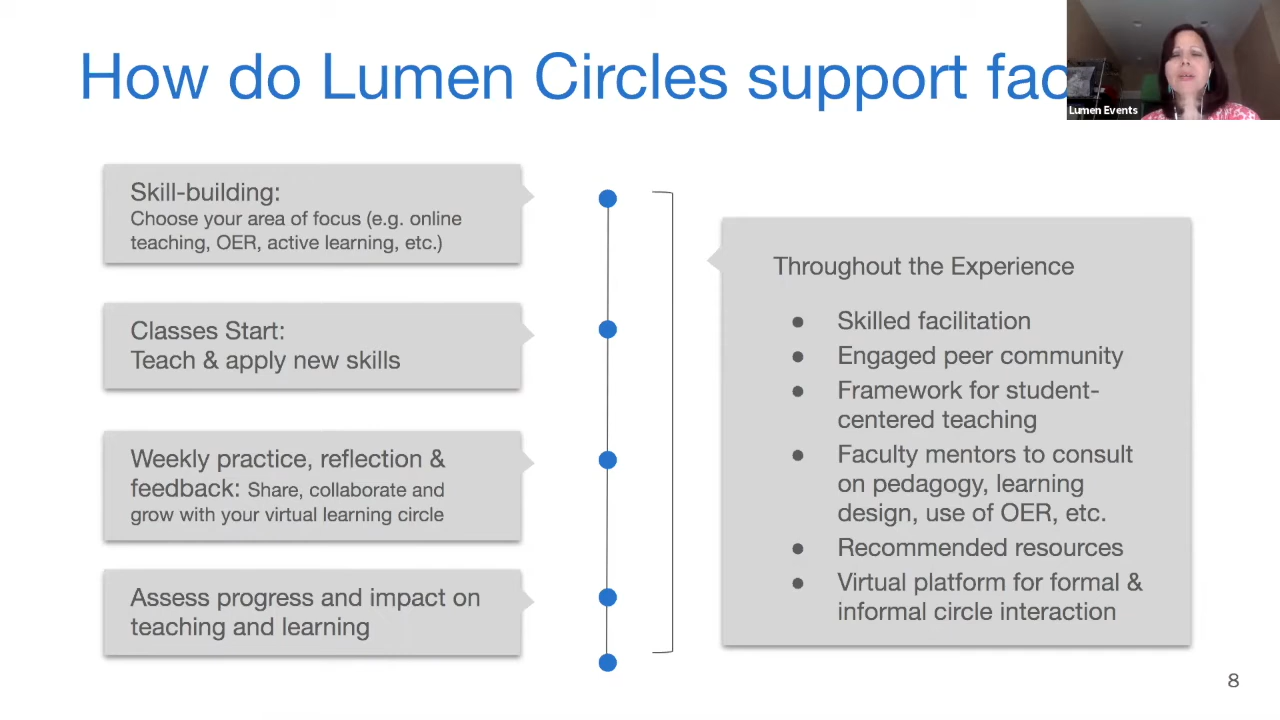 How do Lumen Circles support
Lumen Events
Skill-building:
Choose your area of focus (e.g. online
teaching, OER, active learning, etc.)
Classes Start:
Teach & apply new skills
Weekly practice, reflection &
feedback: Share, collaborate and
grow with your virtual learning circle
Assess progress and impact on
teaching and learning
Throughout the Experience
● Skilled facilitation
● Engaged peer community
● Framework for student-
centered teaching
● Faculty mentors to consult
on pedagogy, learning
design, use of OER, etc.
● Recommended resources
● Virtual platform for formal &
informal circle interaction
8